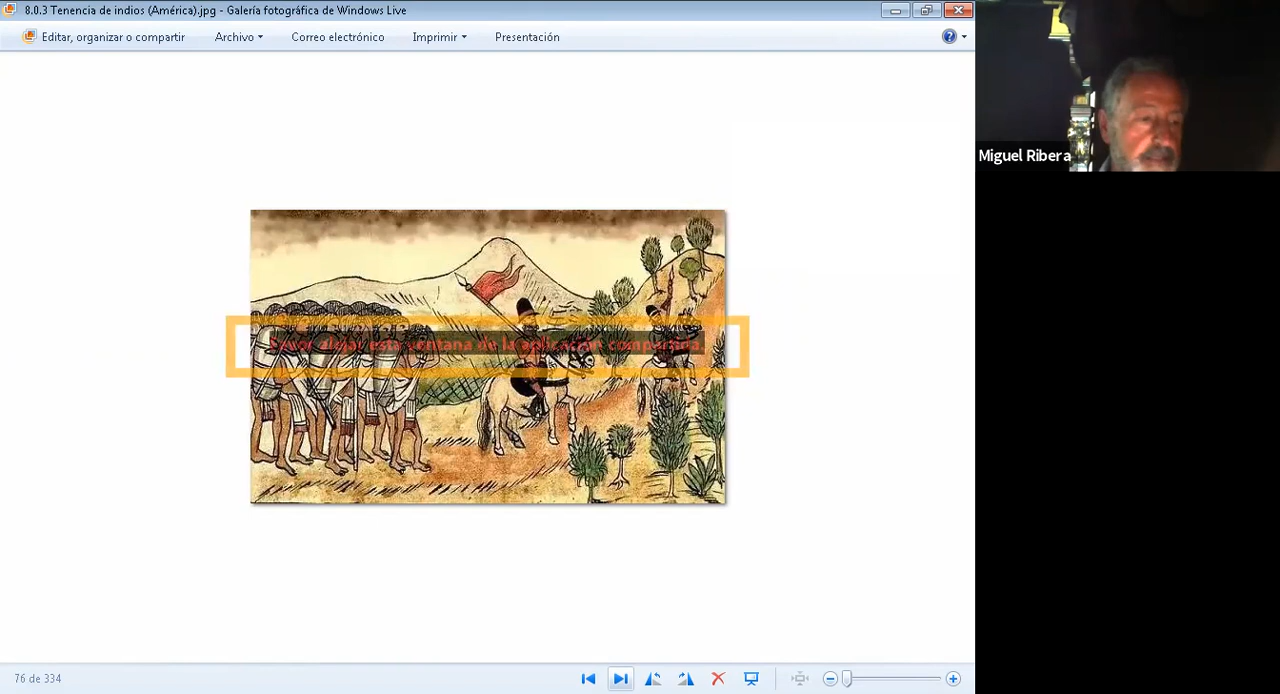 8.0.3 Tenencia de indios (América).jpg - Galería fotográfica de Windows Live
Editar, organizar o compartir Archivo Correo electrónico Imprimir Presentación
Miguel Ribera
Favor alejar esta ventana de la aplicación compartida.
76 de 334